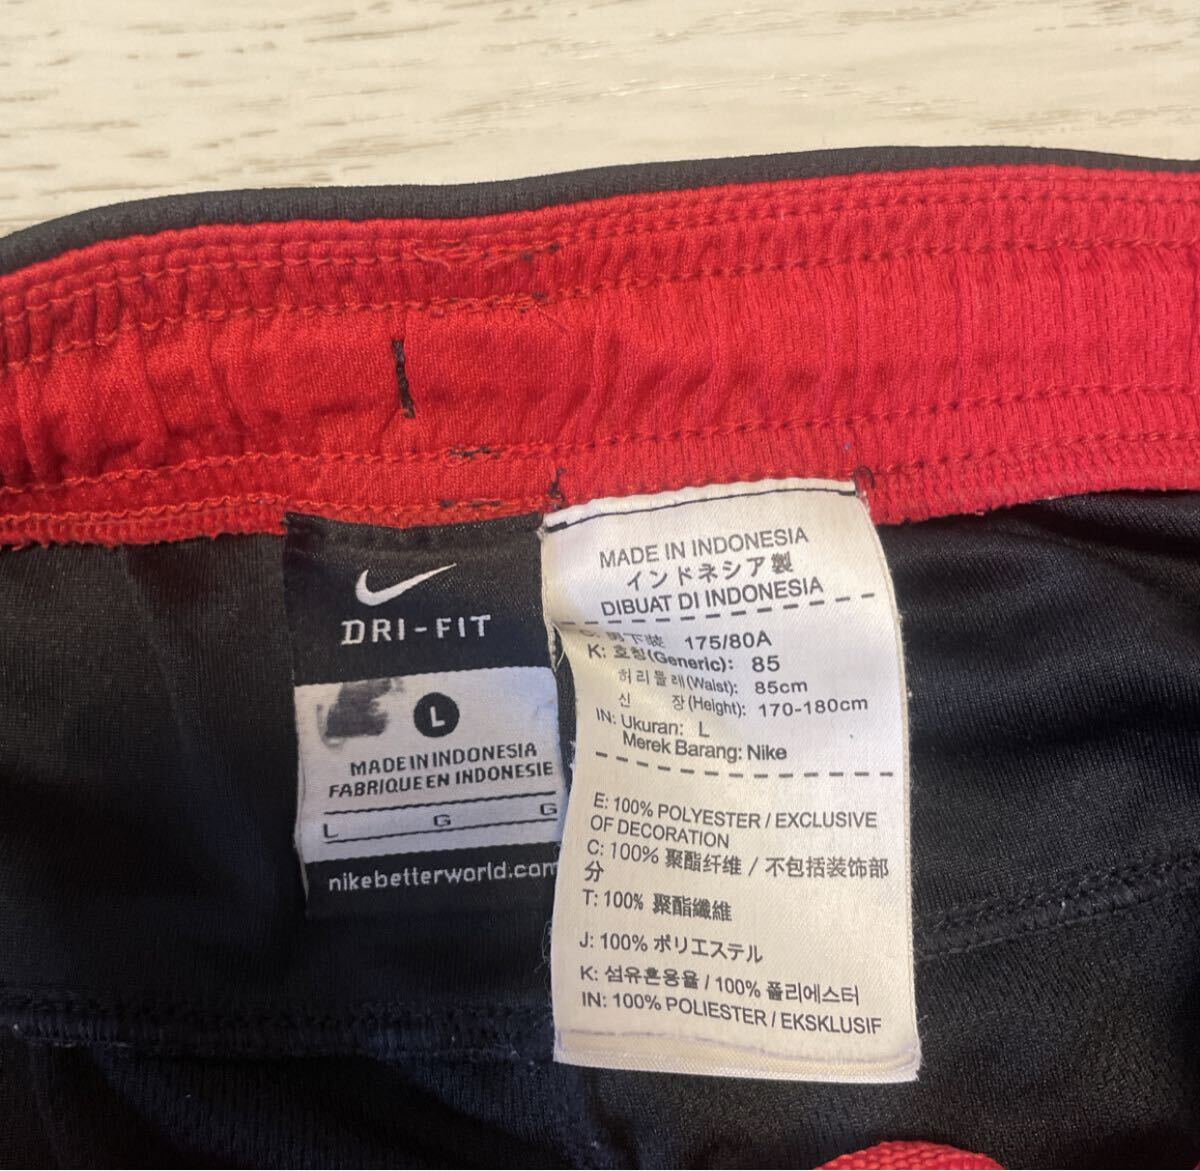 DRI-FIT
L
MADE IN INDONESIA
FABRIQUE EN INDONESIE
L G G
nikebetterworld.com
MADE IN INDONESIA
インドネシア製
DIBUAT DI INDONESIA
C: 男下装 175/80A
K: 호칭(Generic): 85
허리둘레(Waist): 85cm
신 장(Height): 170-180cm
IN: Ukuran: L
Merek Barang: Nike
E: 100% POLYESTER / EXCLUSIVE
OF DECORATION
C: 100% 聚酯纤维 / 不包括装饰部
分
T: 100% 聚酯纖維
J: 100% ポリエステル
K: 섬유혼용율 / 100% 폴리에스터
IN: 100% POLIESTER / EKSKLUSIF